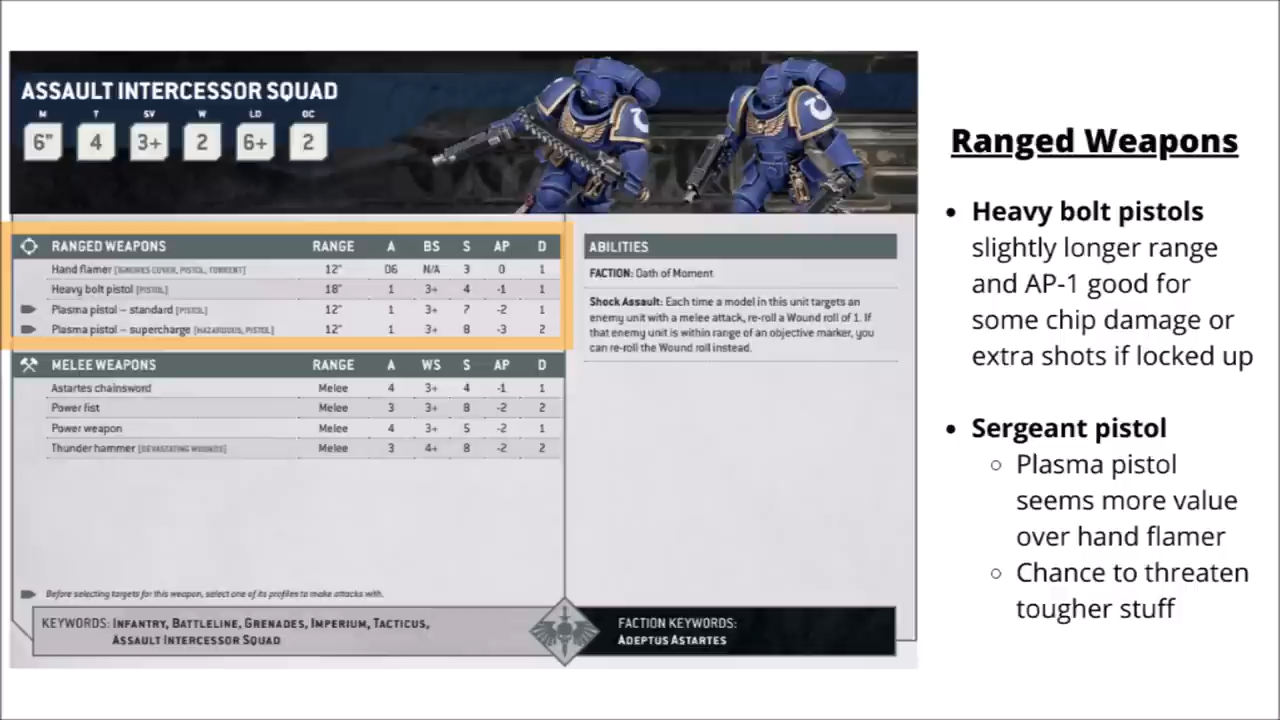 ASSAULT INTERCESSOR SQUAD
M T SV W LD OC
6" 4 3+ 2 6+ 2
RANGED WEAPONS RANGE A BS S AP D
Hand flamer [IGNORES COVER, PISTOL, TORRENT] 12" D6 N/A 3 0 1
Heavy bolt pistol [PISTOL] 18" 1 3+ 4 -1 1
Plasma pistol – standard [PISTOL] 12" 1 3+ 7 -2 1
Plasma pistol – supercharge [HAZARDOUS, PISTOL] 12" 1 3+ 8 -3 2
MELEE WEAPONS RANGE A WS S AP D
Astartes chainsword Melee 4 3+ 4 -1 1
Power fist Melee 3 3+ 8 -2 2
Power weapon Melee 4 3+ 5 -2 1
Thunder hammer [DEVASTATING WOUNDS] Melee 3 4+ 8 -2 2
Before selecting targets for this weapon, select one of its profiles to make attacks with.
KEYWORDS: INFANTRY, BATTLELINE, GRENADES, IMPERIUM, TACTICUS,
ASSAULT INTERCESSOR SQUAD
ABILITIES
FACTION: Oath of Moment
Shock Assault: Each time a model in this unit targets an
enemy unit with a melee attack, re-roll a Wound roll of 1. If
that enemy unit is within range of an objective marker, you
can re-roll the Wound roll instead.
FACTION KEYWORDS:
ADEPTUS ASTARTES
Ranged Weapons
• Heavy bolt pistols
slightly longer range
and AP-1 good for
some chip damage or
extra shots if locked up
• Sergeant pistol
○ Plasma pistol
seems more value
over hand flamer
○ Chance to threaten
tougher stuff